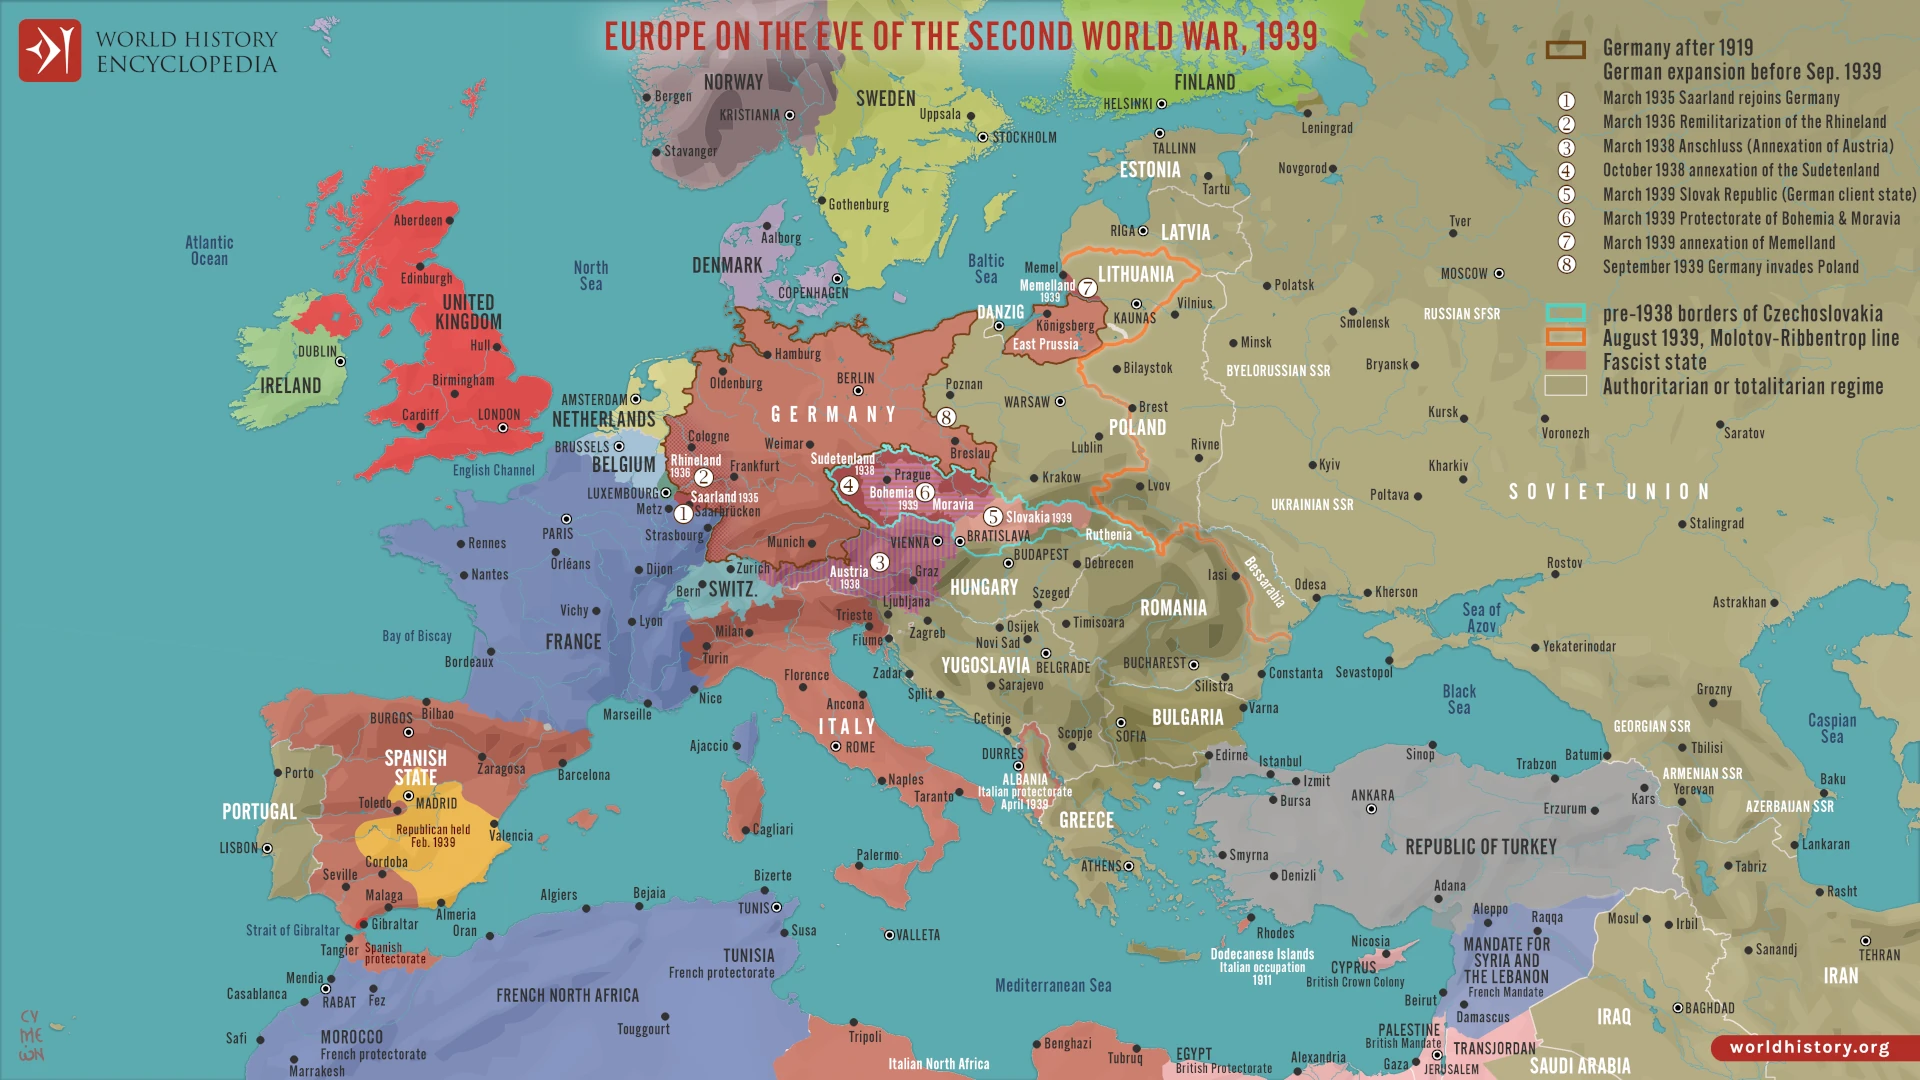 WORLD HISTORY
ENCYCLOPEDIA
EUROPE ON THE EVE OF THE SECOND WORLD WAR, 1939
Germany after 1919
German expansion before Sep. 1939
1 March 1935 Saarland rejoins Germany
2 March 1936 Remilitarization of the Rhineland
3 March 1938 Anschluss (Annexation of Austria)
4 October 1938 annexation of the Sudetenland
5 March 1939 Slovak Republic (German client state)
6 March 1939 Protectorate of Bohemia & Moravia
7 March 1939 annexation of Memelland
8 September 1939 Germany invades Poland
pre-1938 borders of Czechoslovakia
August 1939, Molotov-Ribbentrop line
Fascist state
Authoritarian or totalitarian regime
NORWAY
Bergen
KRISTIANIA
Stavanger
SWEDEN
Uppsala
STOCKHOLM
Gothenburg
FINLAND
HELSINKI
TALLINN
ESTONIA
Tartu
Leningrad
Novgorod
Tver
MOSCOW
RIGA
LATVIA
Atlantic
Ocean
North
Sea
Baltic
Sea
Aberdeen
Edinburgh
UNITED
KINGDOM
Hull
Birmingham
Cardiff
LONDON
English Channel
DUBLIN
IRELAND
DENMARK
Aalborg
COPENHAGEN
Memel
Memelland
1939
7
LITHUANIA
KAUNAS
Vilnius
DANZIG
Königsberg
East Prussia
Polatsk
Smolensk
RUSSIAN SFSR
Minsk
BYELORUSSIAN SSR
Bryansk
Kursk
Voronezh
Saratov
AMSTERDAM
NETHERLANDS
BRUSSELS
BELGIUM
LUXEMBOURG
Hamburg
Oldenburg
BERLIN
GERMANY
Cologne
Weimar
Rhineland
1936
2
Frankfurt
Saarland 1935
1
Saarbrücken
Metz
Strasbourg
Munich
Breslau
Poznan
8
WARSAW
Bilaystok
Brest
POLAND
Lublin
Krakow
Lvov
Rivne
Kyiv
Kharkiv
Poltava
UKRAINIAN SSR
SOVIET UNION
Stalingrad
Sudetenland
1938
4
Prague
Bohemia
1939
6
Moravia
5
Slovakia 1939
BRATISLAVA
Ruthenia
VIENNA
3
Austria
1938
Graz
PARIS
Rennes
Orléans
Nantes
Dijon
Vichy
Lyon
FRANCE
Bordeaux
Marseille
Nice
Bay of Biscay
Zurich
Bern
SWITZ.
BUDAPEST
Debrecen
HUNGARY
Szeged
Iasi
Bessarabia
Odesa
Kherson
Rostov
Astrakhan
Sea of
Azov
Yekaterinodar
Sevastopol
ROMANIA
Timisoara
BUCHAREST
Constanta
Silistra
Ljubljana
Trieste
Fiume
Zagreb
Osijek
Novi Sad
YUGOSLAVIA
BELGRADE
Zadar
Sarajevo
Split
Cetinje
Scopje
BULGARIA
SOFIA
Varna
Milan
Turin
Florence
Ancona
ITALY
ROME
Naples
Taranto
Ajaccio
Cagliari
Palermo
DURRES
ALBANIA
Italian protectorate
April 1939
GREECE
ATHENS
Black
Sea
Caspian
Sea
Grozny
GEORGIAN SSR
Tbilisi
Batumi
ARMENIAN SSR
Yerevan
AZERBAIJAN SSR
Baku
Lankaran
Tabriz
Rasht
Kars
Trabzon
Erzurum
Sinop
Edirne
Istanbul
Izmit
Bursa
ANKARA
REPUBLIC OF TURKEY
Smyrna
Denizli
Adana
BURGOS
Bilbao
SPANISH
STATE
Zaragosa
Barcelona
Toledo
MADRID
Republican held
Feb. 1939
Valencia
Cordoba
Seville
Malaga
Almeria
Gibraltar
Strait of Gibraltar
Porto
PORTUGAL
LISBON
Tangier
Spanish
protectorate
Mendia
Casablanca
RABAT
Fez
Safi
MOROCCO
French protectorate
Marrakesh
Oran
Algiers
Bejaia
Bizerte
TUNIS
Susa
TUNISIA
French protectorate
FRENCH NORTH AFRICA
Touggourt
VALLETA
Mediterranean Sea
Tripoli
Italian North Africa
Benghazi
Tubruq
EGYPT
British Protectorate
Alexandria
Rhodes
Dodecanese Islands
Italian occupation
1911
Nicosia
CYPRUS
British Crown Colony
Aleppo
Raqqa
MANDATE FOR
SYRIA AND
THE LEBANON
French Mandate
Beirut
Damascus
PALESTINE
British Mandate
Gaza
JERUSALEM
TRANSJORDAN
SAUDI ARABIA
Mosul
Irbil
Sanandj
TEHRAN
IRAN
IRAQ
BAGHDAD
worldhistory.org
CY
ME
ŪN